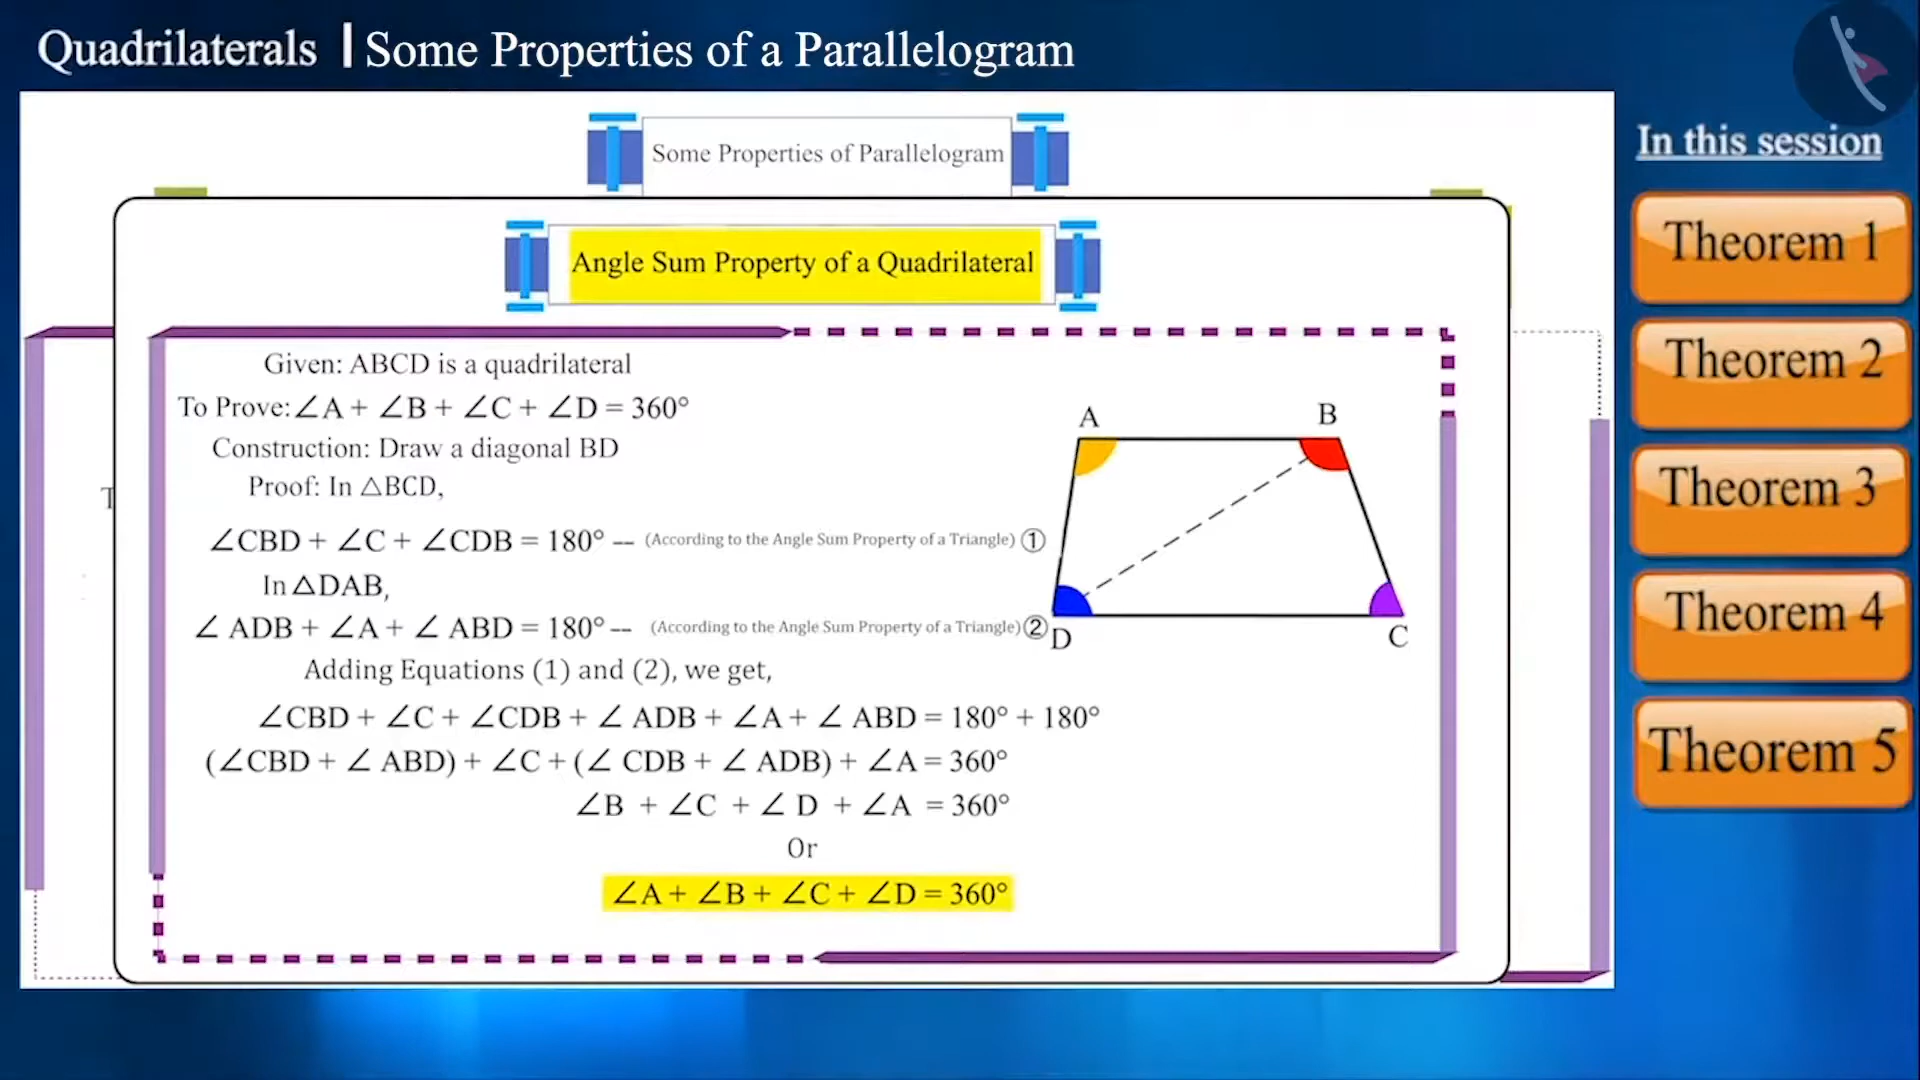 Quadrilaterals | Some Properties of a Parallelogram
In this session
Theorem 1
Theorem 2
Theorem 3
Theorem 4
Theorem 5
Some Properties of Parallelogram
Angle Sum Property of a Quadrilateral
Given: ABCD is a quadrilateral
To Prove: ∠A + ∠B + ∠C + ∠D = 360°
Construction: Draw a diagonal BD
Proof: In △BCD,
∠CBD + ∠C + ∠CDB = 180° -- (According to the Angle Sum Property of a Triangle) ①
In △DAB,
∠ ADB + ∠A + ∠ ABD = 180° -- (According to the Angle Sum Property of a Triangle) ②
Adding Equations (1) and (2), we get,
∠CBD + ∠C + ∠CDB + ∠ ADB + ∠A + ∠ ABD = 180° + 180°
(∠CBD + ∠ ABD) + ∠C + (∠ CDB + ∠ ADB) + ∠A = 360°
∠B + ∠C + ∠ D + ∠A = 360°
Or
∠A + ∠B + ∠C + ∠D = 360°
A
B
D
C